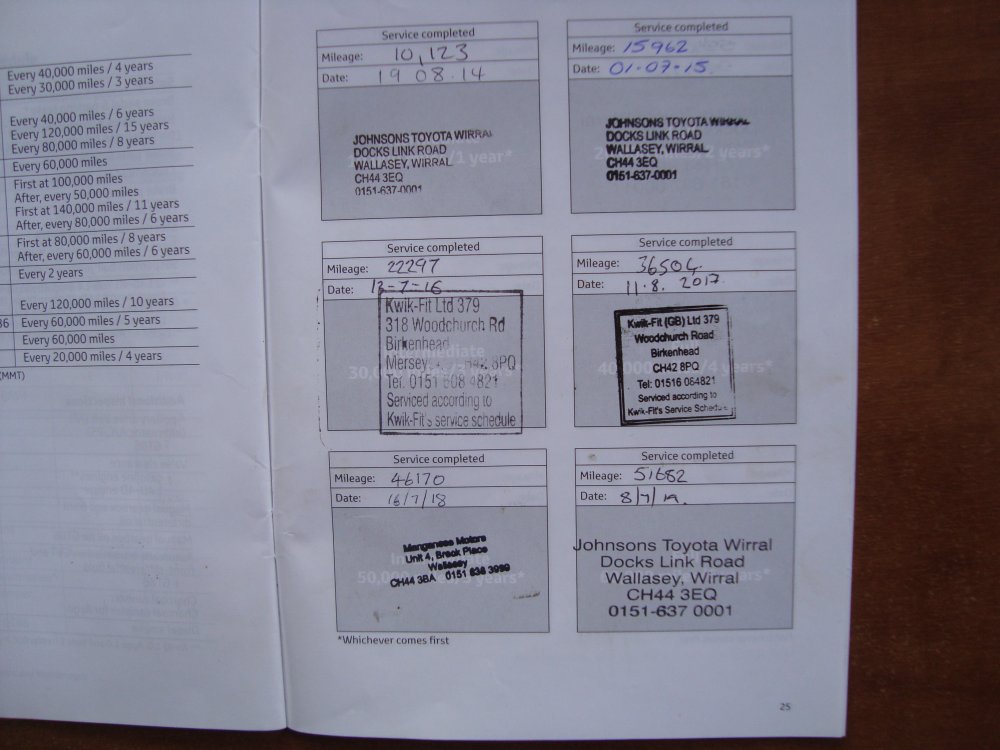 Every 40,000 miles / 4 years
Every 30,000 miles / 3 years
Every 40,000 miles / 6 years
Every 120,000 miles / 15 years
Every 80,000 miles / 8 years
Every 60,000 miles
First at 100,000 miles
After, every 50,000 miles
First at 140,000 miles / 11 years
After, every 80,000 miles / 6 years
First at 80,000 miles / 8 years
After, every 60,000 miles / 6 years
Every 2 years
Every 120,000 miles / 10 years
Every 60,000 miles / 5 years
Every 60,000 miles
Every 20,000 miles / 4 years
(MMT)
Service completed
Mileage: 10,123
Date: 19 08.14
JOHNSONS TOYOTA WIRRAL
DOCKS LINK ROAD
WALLASEY, WIRRAL
/1 year*
CH44 3EQ
0151-637-0001
Service completed
Mileage: 15962
Date: 01-07-15
JOHNSONS TOYOTA WIRRAL
DOCKS LINK ROAD
WALLASEY, WIRRAL
/2 years*
CH44 3EQ
0151-637-0001
Service completed
Mileage: 22297
Date: 13-7-16
Kwik-Fit Ltd 379
318 Woodchurch Rd
Birkenhead
Mersey CH42 8PQ
Tel: 0151 608 4821
Serviced according to
Kwik-Fit's service schedule
Service completed
Mileage: 36504
Date: 11.8. 2017
Kwik-Fit (GB) Ltd 379
Woodchurch Road
Birkenhead
CH42 8PQ
/4 years*
Tel: 01516 084821
Serviced according to
Kwik-Fit's Service Schedule
Service completed
Mileage: 46170
Date: 16/7/18
Manganese Motors
Unit 4, Breck Place
Wallasey
CH44 3BA 0151 638 3999
Service completed
Mileage: 51682
Date: 8/7/19.
Johnsons Toyota Wirral
Docks Link Road
Wallasey, Wirral
CH44 3EQ
0151-637 0001
*Whichever comes first
25